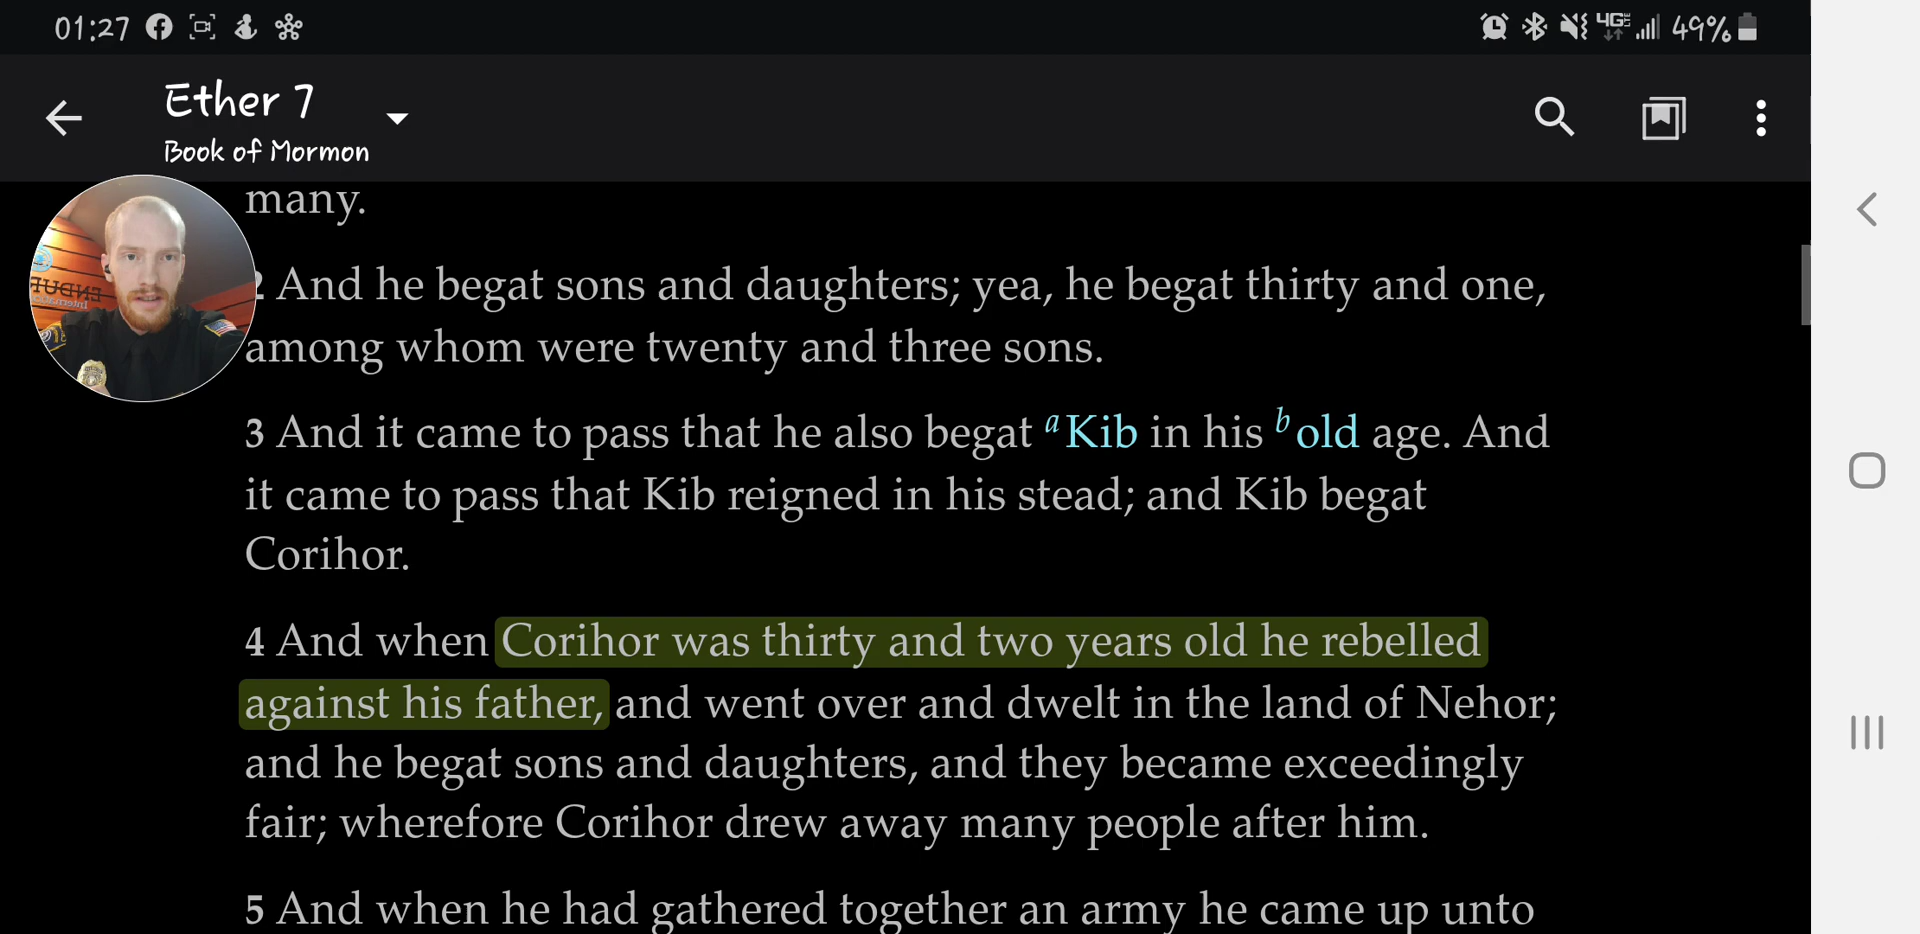 01:27
4G LTE 49%
Ether 7
Book of Mormon
many.
2 And he begat sons and daughters; yea, he begat thirty and one,
among whom were twenty and three sons.
3 And it came to pass that he also begat a Kib in his b old age. And
it came to pass that Kib reigned in his stead; and Kib begat
Corihor.
4 And when Corihor was thirty and two years old he rebelled
against his father, and went over and dwelt in the land of Nehor;
and he begat sons and daughters, and they became exceedingly
fair; wherefore Corihor drew away many people after him.
5 And when he had gathered together an army he came up unto